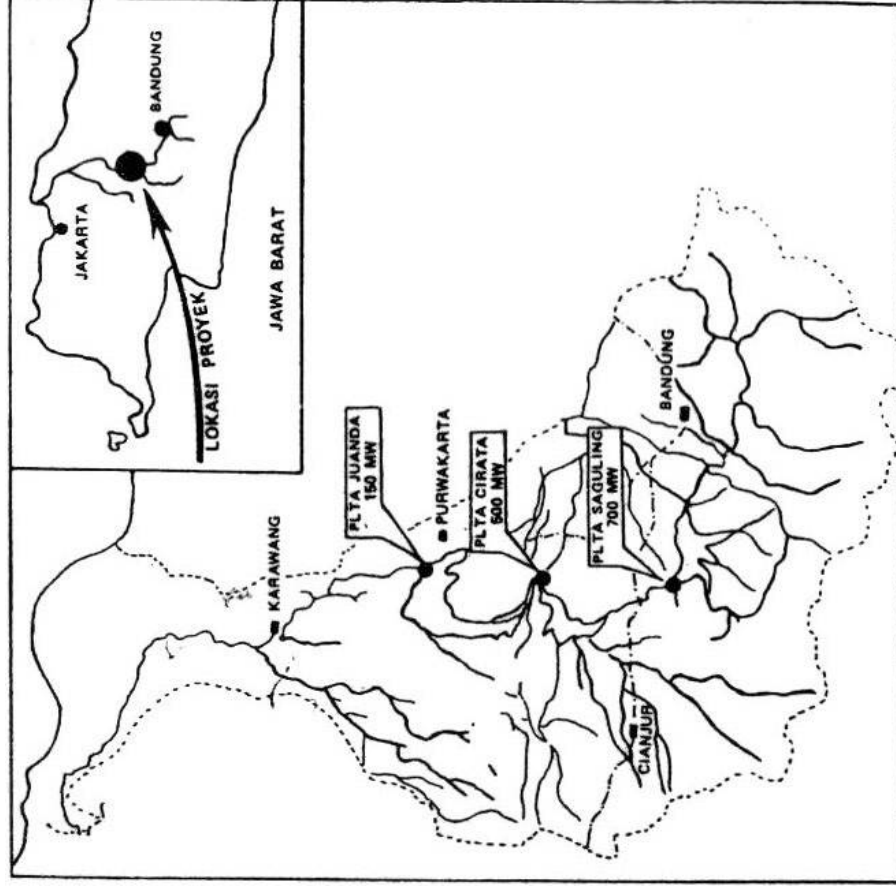 JAKARTA
BANDUNG
LOKASI PROYEK
JAWA BARAT
KARAWANG
PLTA JUANDA
150 MW
PURWAKARTA
PLTA CIRATA
500 MW
PLTA SAGULING
700 MW
BANDUNG
CIANJUR